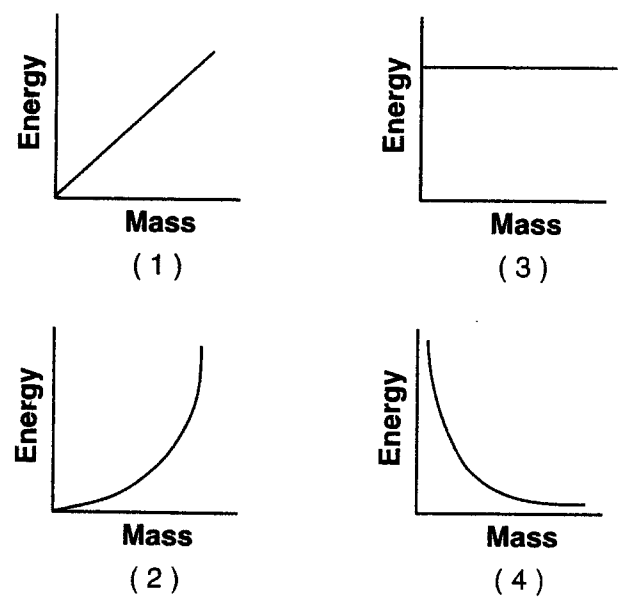 Energy
Mass
( 1 )
Energy
Mass
( 3 )
Energy
Mass
( 2 )
Energy
Mass
( 4 )